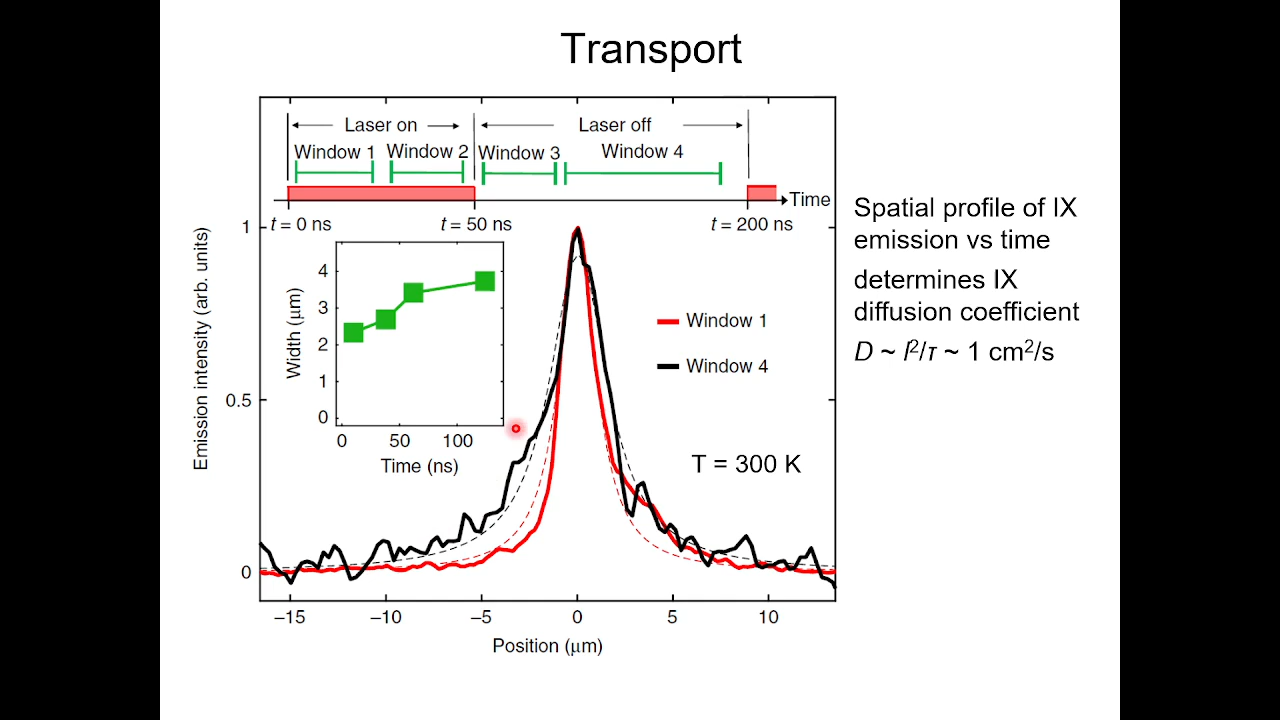 Transport
Laser on
Laser off
Window 1
Window 2
Window 3
Window 4
Time
t = 0 ns
t = 50 ns
t = 200 ns
Emission intensity (arb. units)
1
0.5
0
Width (μm)
4
3
2
1
0
0 50 100
Time (ns)
Window 1
Window 4
T = 300 K
–15 –10 –5 0 5 10
Position (μm)
Spatial profile of IX
emission vs time
determines IX
diffusion coefficient
D ~ l²/τ ~ 1 cm²/s